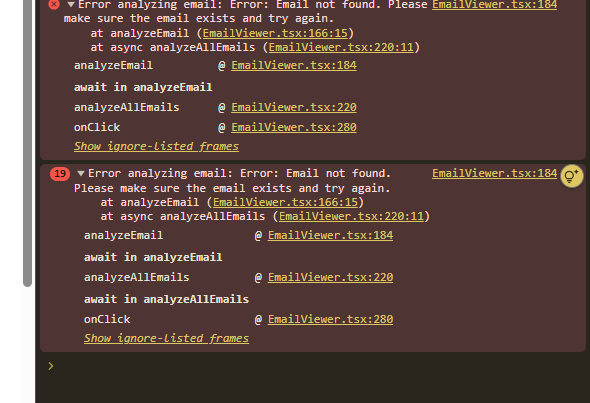 Error analyzing email: Error: Email not found. Please EmailViewer.tsx:184
make sure the email exists and try again.
at analyzeEmail (EmailViewer.tsx:166:15)
at async analyzeAllEmails (EmailViewer.tsx:220:11)
analyzeEmail @ EmailViewer.tsx:184
await in analyzeEmail
analyzeAllEmails @ EmailViewer.tsx:220
onClick @ EmailViewer.tsx:280
Show ignore-listed frames
19 Error analyzing email: Error: Email not found. EmailViewer.tsx:184
Please make sure the email exists and try again.
at analyzeEmail (EmailViewer.tsx:166:15)
at async analyzeAllEmails (EmailViewer.tsx:220:11)
analyzeEmail @ EmailViewer.tsx:184
await in analyzeEmail
analyzeAllEmails @ EmailViewer.tsx:220
await in analyzeAllEmails
onClick @ EmailViewer.tsx:280
Show ignore-listed frames